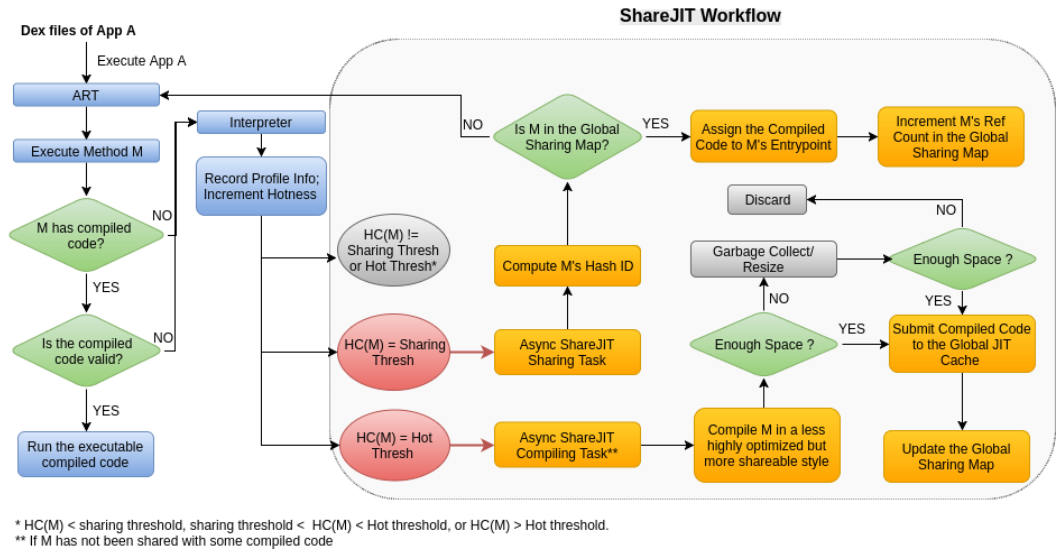 ShareJIT Workflow
Dex files of App A
Execute App A
ART
Execute Method M
M has compiled
code?
NO
YES
Is the compiled
code valid?
NO
YES
Run the executable
compiled code
Interpreter
Record Profile Info;
Increment Hotness
HC(M) !=
Sharing Thresh
or Hot Thresh*
HC(M) = Sharing
Thresh
HC(M) = Hot
Thresh
Async ShareJIT
Sharing Task
Compute M's Hash ID
Is M in the Global
Sharing Map?
NO
YES
Assign the Compiled
Code to M's Entrypoint
Increment M's Ref
Count in the Global
Sharing Map
Async ShareJIT
Compiling Task**
Compile M in a less
highly optimized but
more shareable style
Enough Space ?
NO
YES
Garbage Collect/
Resize
Enough Space ?
NO
YES
Discard
Submit Compiled Code
to the Global JIT
Cache
Update the Global
Sharing Map
* HC(M) < sharing threshold, sharing threshold < HC(M) < Hot threshold, or HC(M) > Hot threshold.
** If M has not been shared with some compiled code